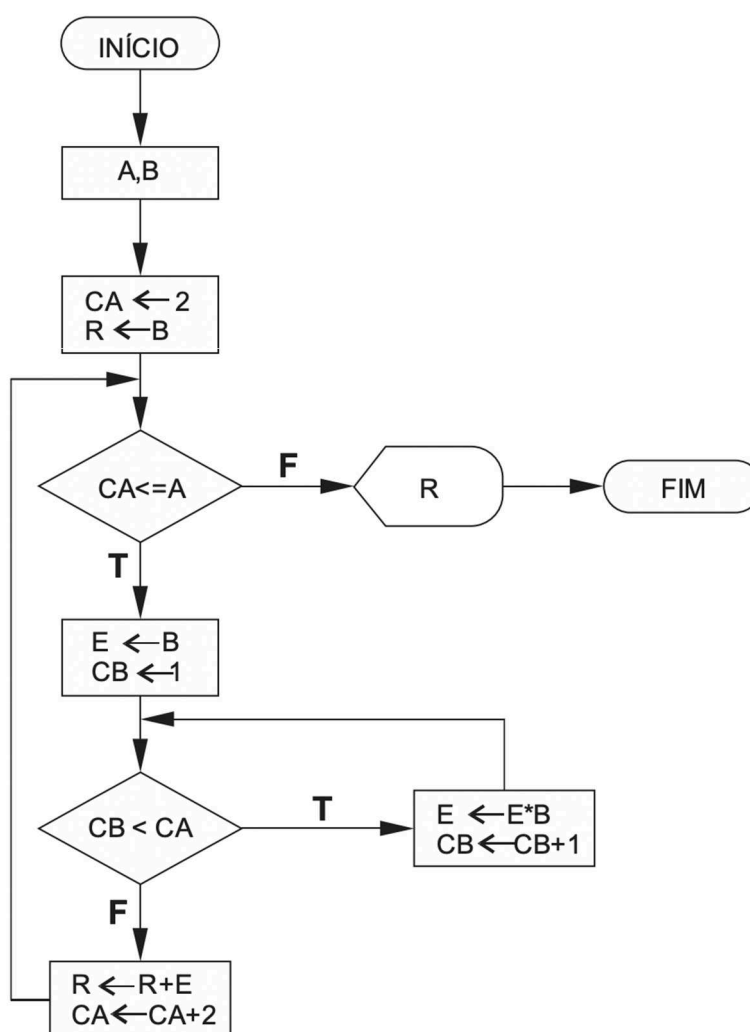 INÍCIO
A,B
CA ← 2
R ← B
CA<=A
F
R
FIM
T
E ← B
CB ← 1
CB < CA
T
E ← E*B
CB ← CB+1
F
R ← R+E
CA ← CA+2